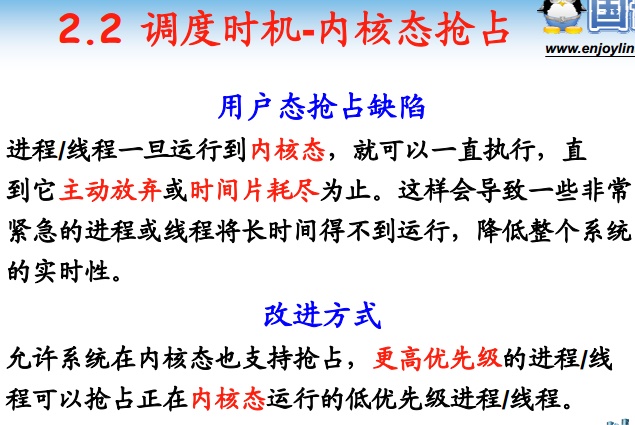 2.2 调度时机-内核态抢占
www.enjoylin
用户态抢占缺陷
进程/线程一旦运行到内核态，就可以一直执行，直
到它主动放弃或时间片耗尽为止。这样会导致一些非常
紧急的进程或线程将长时间得不到运行，降低整个系统
的实时性。
改进方式
允许系统在内核态也支持抢占，更高优先级的进程/线
程可以抢占正在内核态运行的低优先级进程/线程。